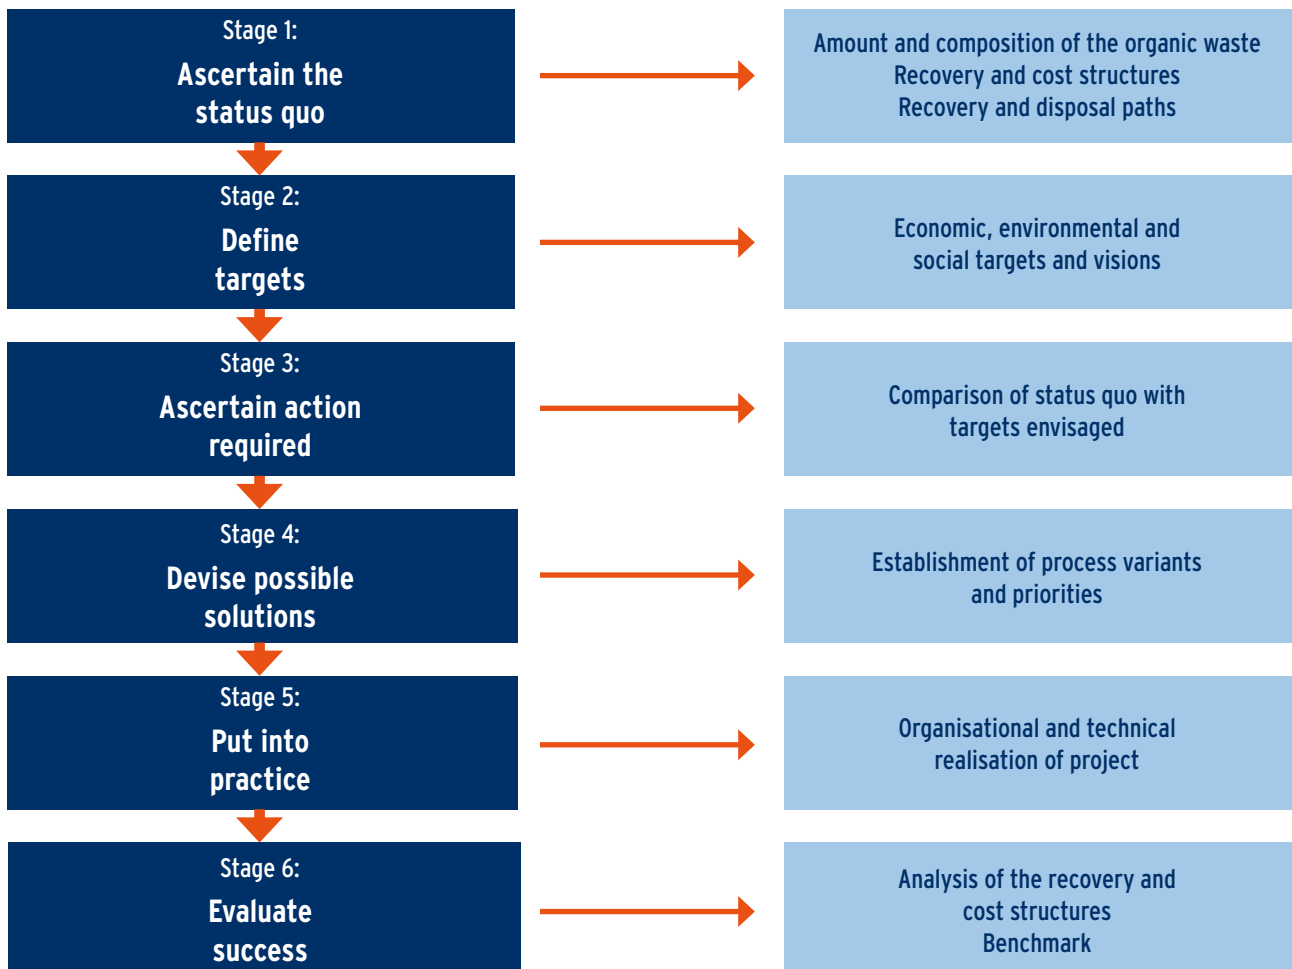 Stage 1:
Ascertain the
status quo
Amount and composition of the organic waste
Recovery and cost structures
Recovery and disposal paths
Stage 2:
Define
targets
Economic, environmental and
social targets and visions
Stage 3:
Ascertain action
required
Comparison of status quo with
targets envisaged
Stage 4:
Devise possible
solutions
Establishment of process variants
and priorities
Stage 5:
Put into
practice
Organisational and technical
realisation of project
Stage 6:
Evaluate
success
Analysis of the recovery and
cost structures
Benchmark